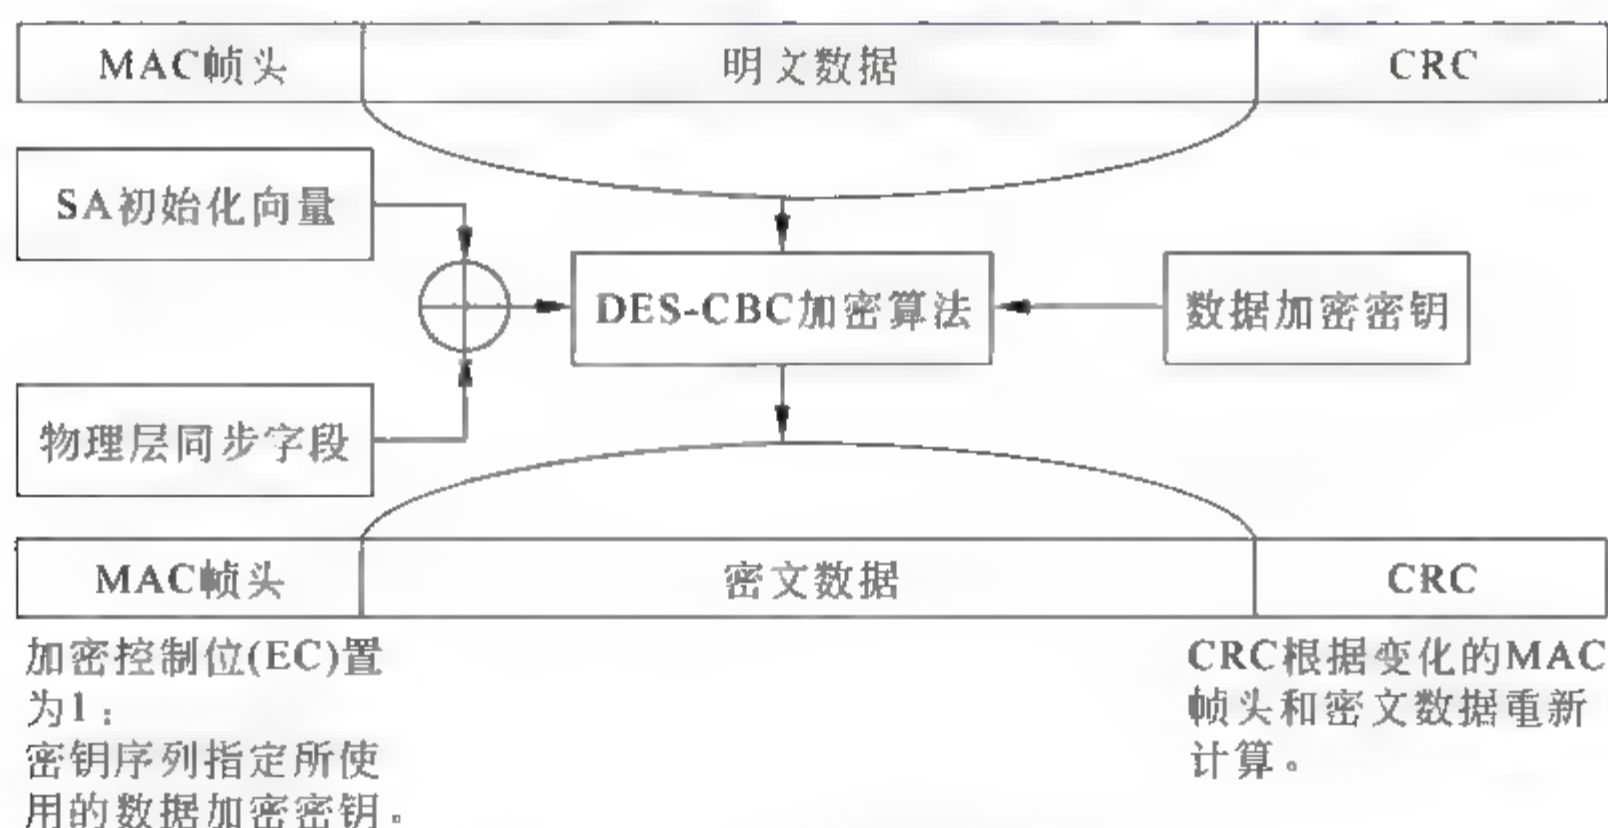 MAC帧头 明文数据 CRC
SA初始化向量
DES-CBC加密算法 数据加密密钥
物理层同步字段
MAC帧头 密文数据 CRC
加密控制位(EC)置
为1：
密钥序列指定所使
用的数据加密密钥。
CRC根据变化的MAC
帧头和密文数据重新
计算。